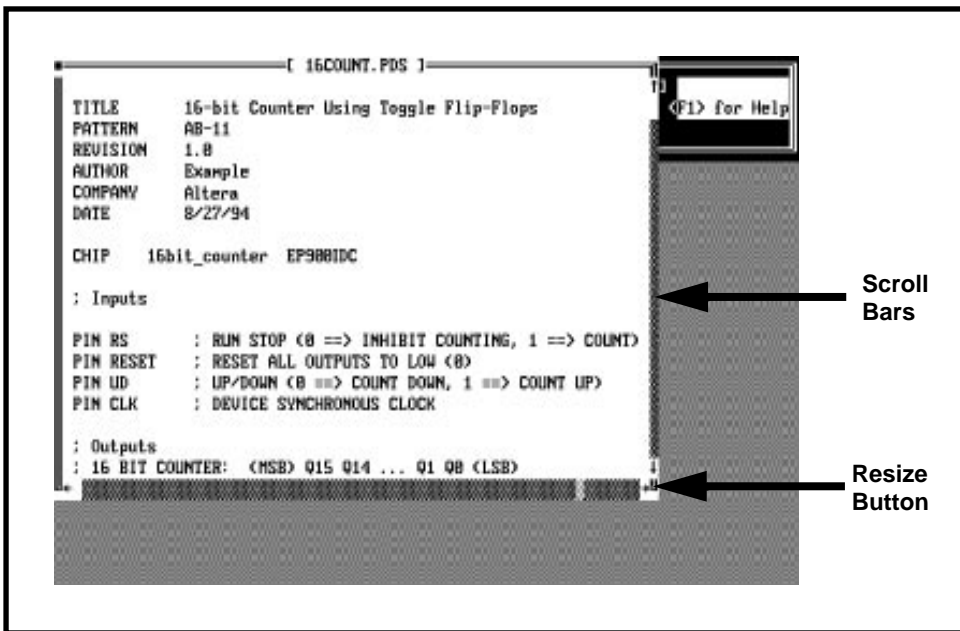 [ 16COUNT.PDS ]
<F1> for Help
TITLE 16-bit Counter Using Toggle Flip-Flops
PATTERN AB-11
REVISION 1.0
AUTHOR Example
COMPANY Altera
DATE 8/27/94
CHIP 16bit_counter EP900IDC
; Inputs
PIN RS ; RUN STOP (0 ==> INHIBIT COUNTING, 1 ==> COUNT)
PIN RESET ; RESET ALL OUTPUTS TO LOW (0)
PIN UD ; UP/DOWN (0 ==> COUNT DOWN, 1 ==> COUNT UP)
PIN CLK ; DEVICE SYNCHRONOUS CLOCK
; Outputs
; 16 BIT COUNTER: (MSB) Q15 Q14 ... Q1 Q0 (LSB)
Scroll
Bars
Resize
Button